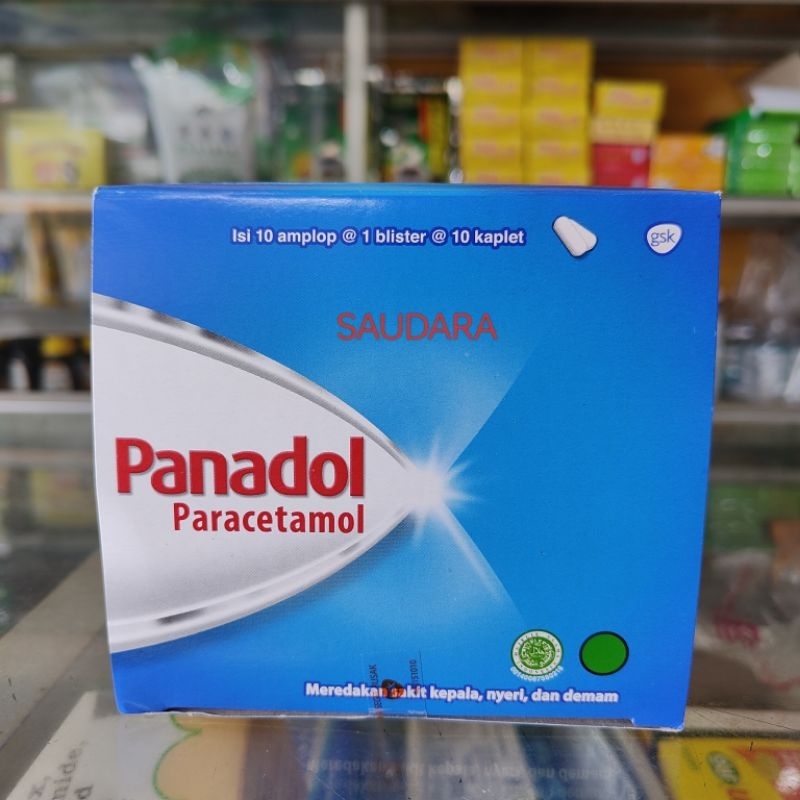 Isi 10 amplop @ 1 blister @ 10 kaplet
gsk
SAUDARA
Panadol
Paracetamol
Meredakan sakit kepala, nyeri, dan demam